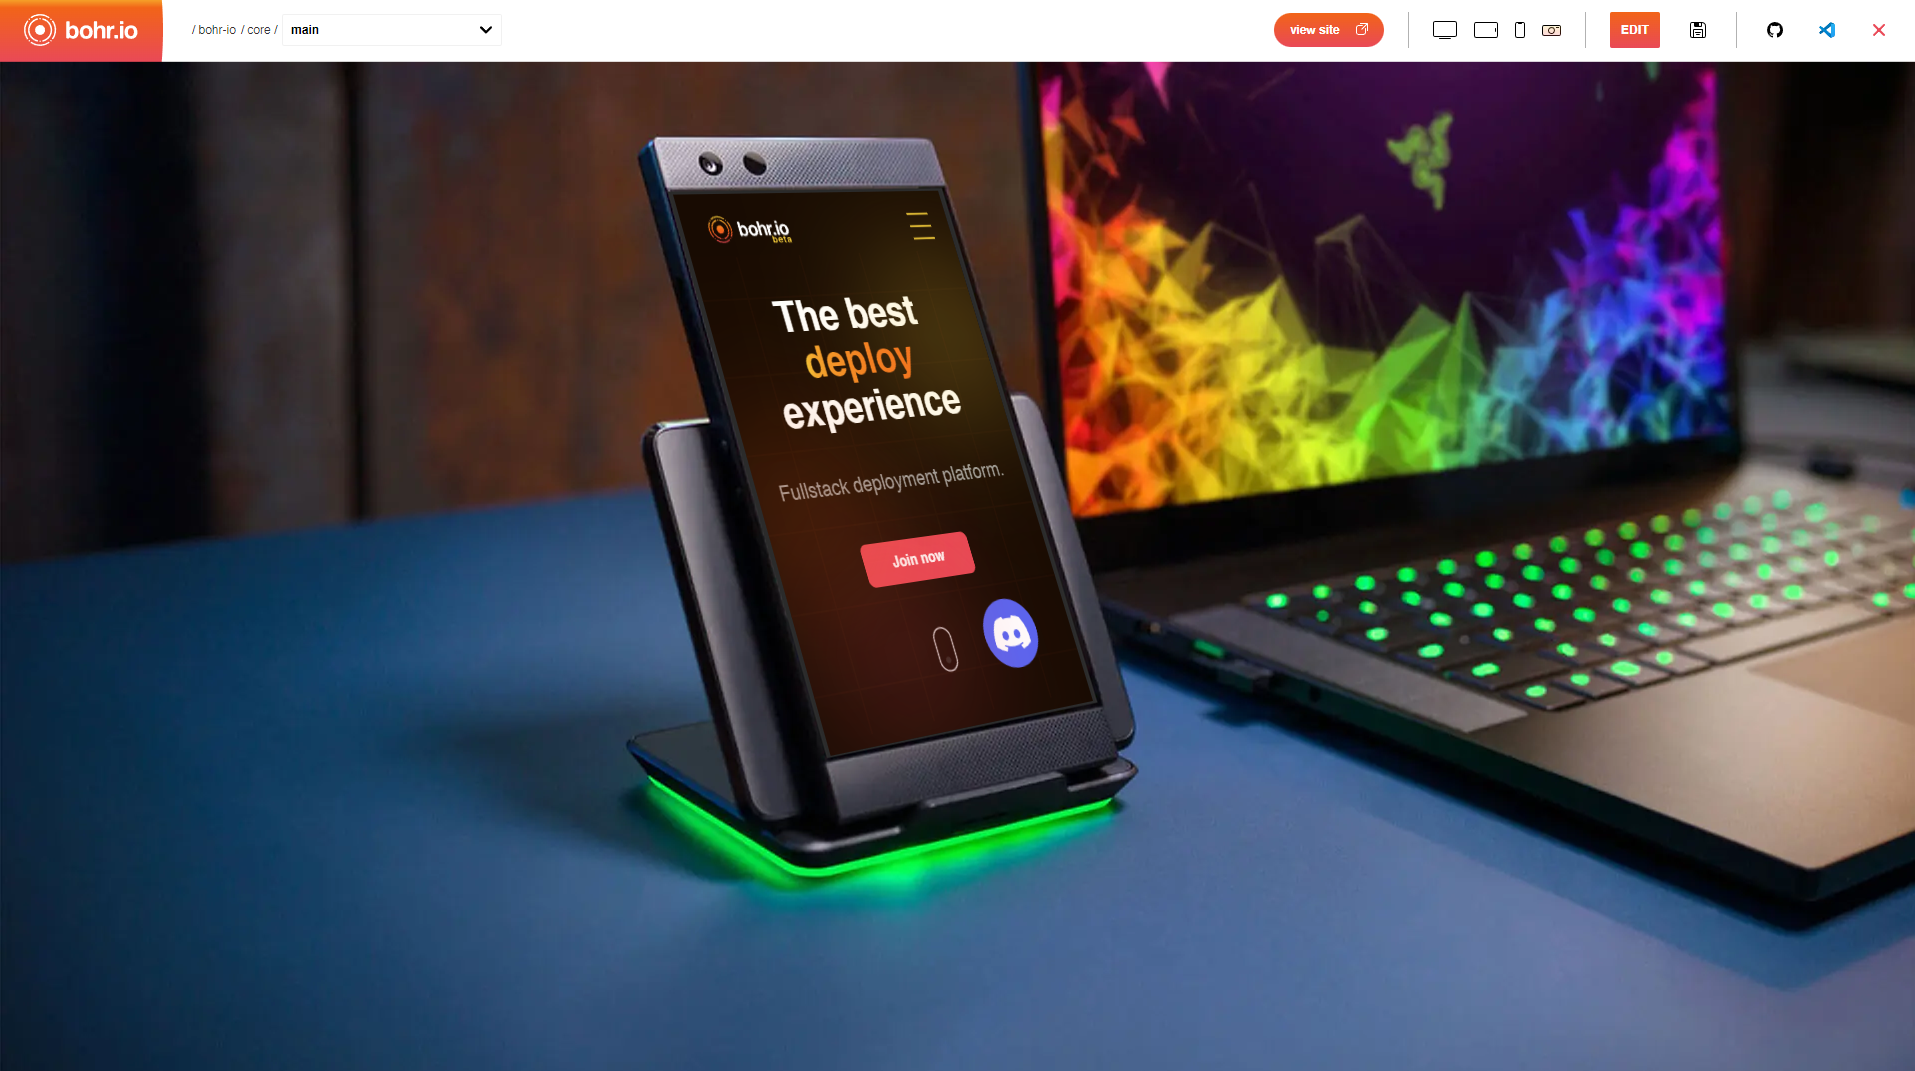 bohr.io
/ bohr-io / core / main
view site
EDIT
bohr.io
beta
The best
deploy
experience
Fullstack deployment platform.
Join now